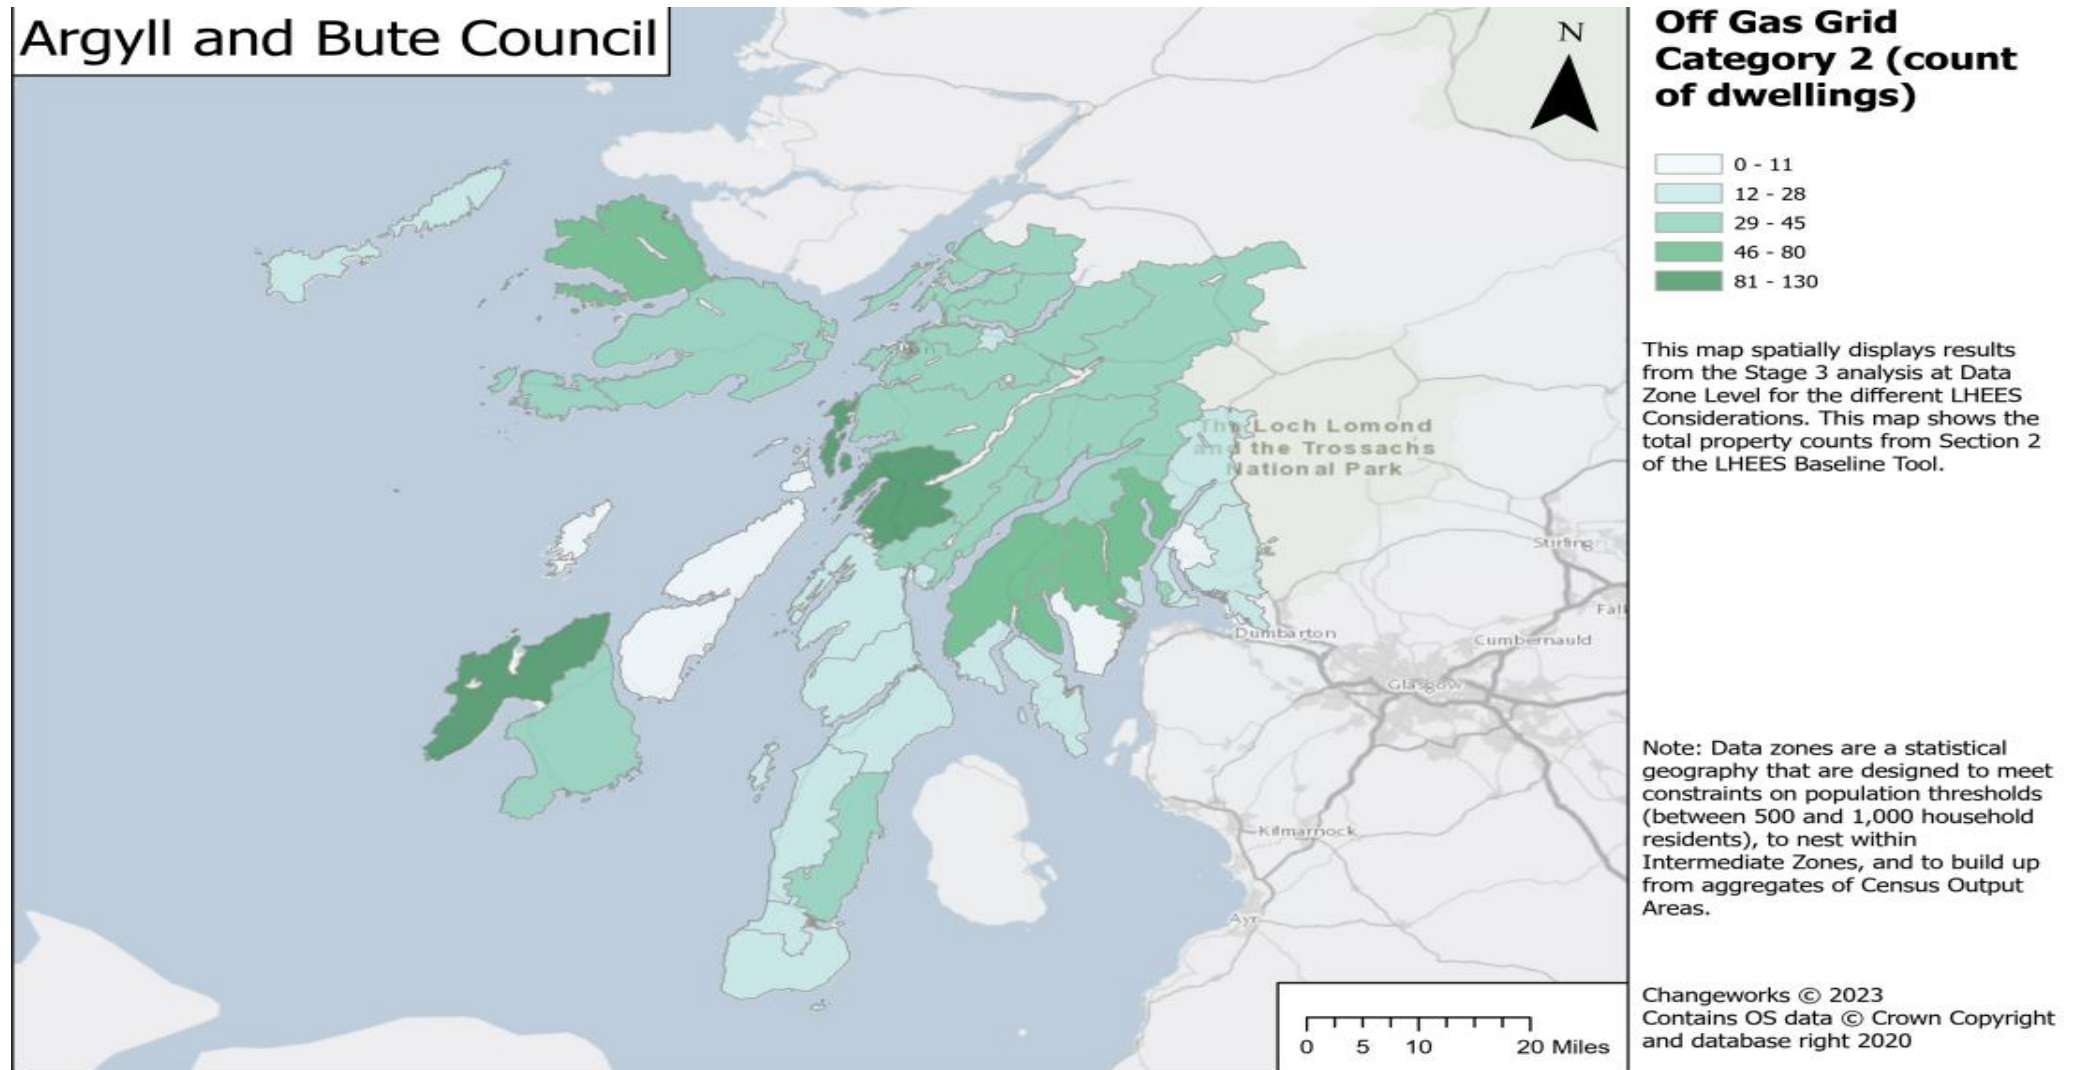 Argyll and Bute Council
N
The Loch Lomond
and the Trossachs
National Park
Stirling
Dumbarton
Cumbernauld
Glasgow
Kilmarnock
Ayr
0 5 10 20 Miles
Off Gas Grid
Category 2 (count
of dwellings)
0 - 11
12 - 28
29 - 45
46 - 80
81 - 130
This map spatially displays results
from the Stage 3 analysis at Data
Zone Level for the different LHEES
Considerations. This map shows the
total property counts from Section 2
of the LHEES Baseline Tool.
Note: Data zones are a statistical
geography that are designed to meet
constraints on population thresholds
(between 500 and 1,000 household
residents), to nest within
Intermediate Zones, and to build up
from aggregates of Census Output
Areas.
Changeworks © 2023
Contains OS data © Crown Copyright
and database right 2020